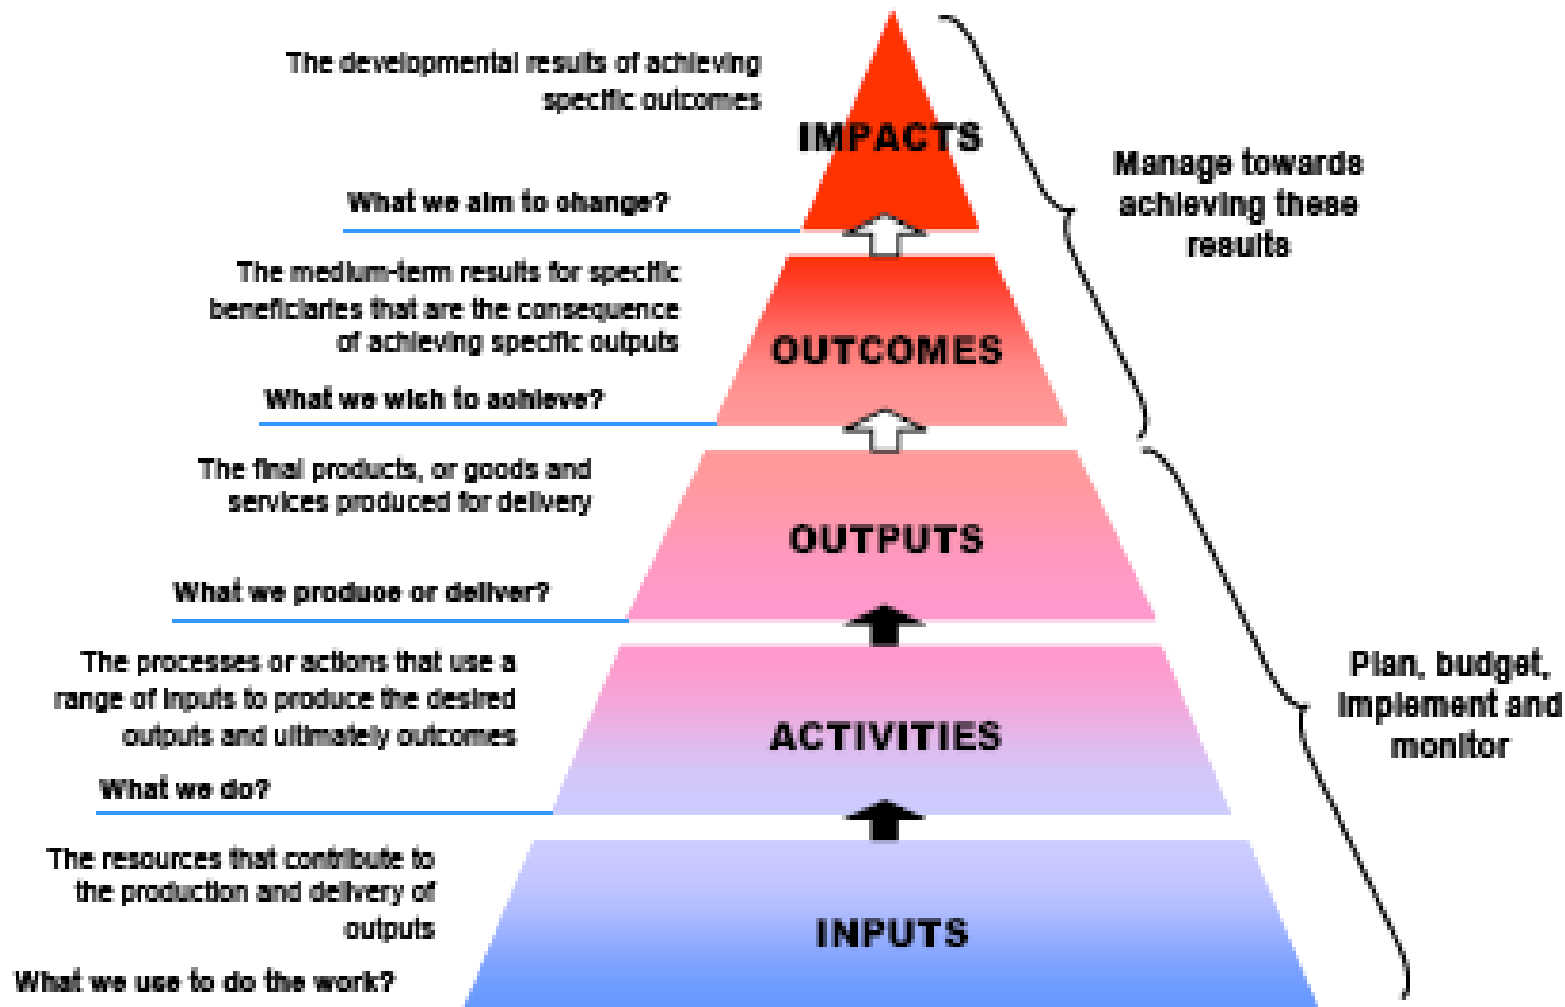 The developmental results of achieving
specific outcomes
IMPACTS
What we aim to change?
Manage towards
achieving these
results
The medium-term results for specific
beneficiaries that are the consequence
of achieving specific outputs
OUTCOMES
What we wish to achieve?
The final products, or goods and
services produced for delivery
OUTPUTS
What we produce or deliver?
The processes or actions that use a
range of inputs to produce the desired
outputs and ultimately outcomes
ACTIVITIES
What we do?
Plan, budget,
implement and
monitor
The resources that contribute to
the production and delivery of
outputs
INPUTS
What we use to do the work?